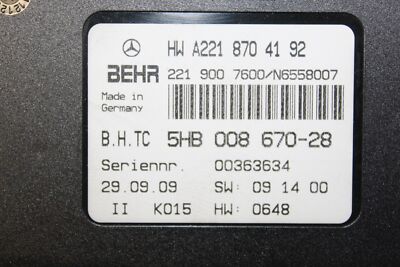 HW A221 870 41 92
BEHR 221 900 7600/N6558007
Made in
Germany
B.H.TC 5HB 008 670-28
Seriennr. 00363634
29.09.09 SW: 09 14 00
II K015 HW: 0648